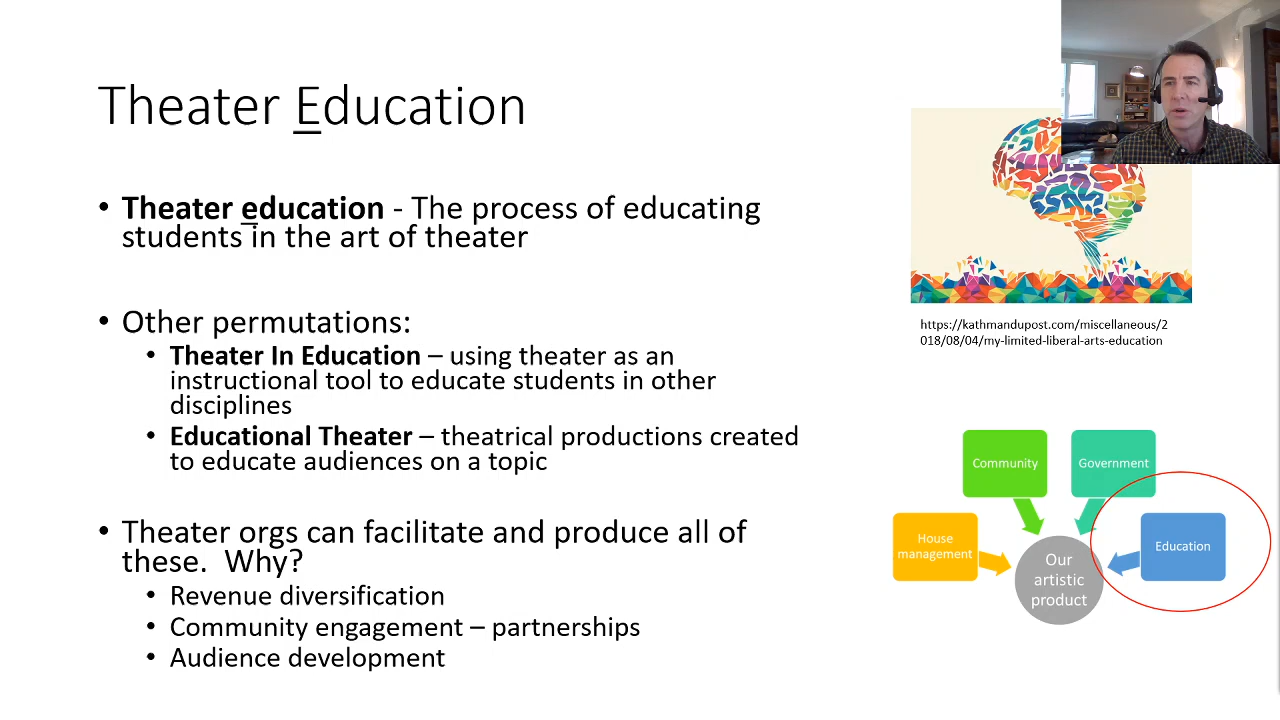 Theater Education
• Theater education - The process of educating
students in the art of theater
• Other permutations:
• Theater In Education – using theater as an
instructional tool to educate students in other
disciplines
• Educational Theater – theatrical productions created
to educate audiences on a topic
• Theater orgs can facilitate and produce all of
these.  Why?
• Revenue diversification
• Community engagement – partnerships
• Audience development
https://kathmandupost.com/miscellaneous/2
018/08/04/my-limited-liberal-arts-education
Community
Government
House
management
Education
Our
artistic
product